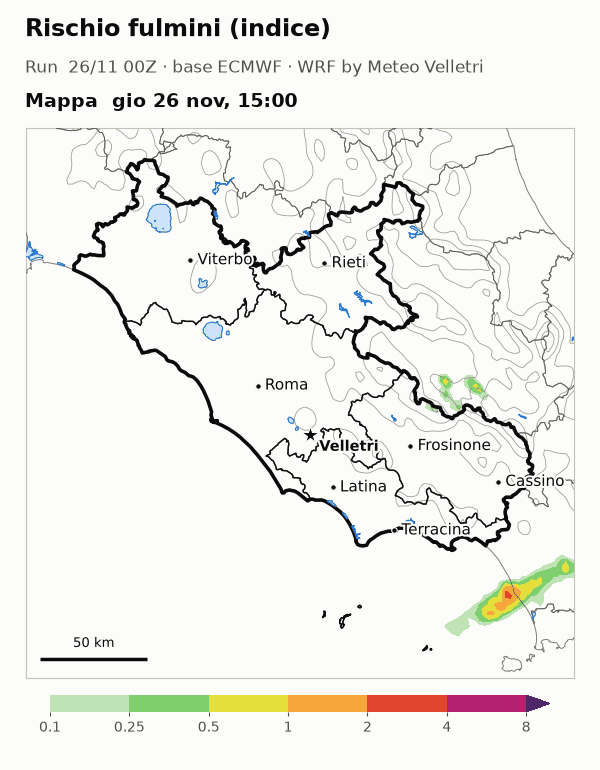 Rischio fulmini (indice)
Run  26/11 00Z · base ECMWF · WRF by Meteo Velletri
Mappa  gio 26 nov, 15:00
Viterbo
Rieti
Roma
Velletri
Frosinone
Latina
Cassino
Terracina
50 km
0.1 0.25 0.5 1 2 4 8